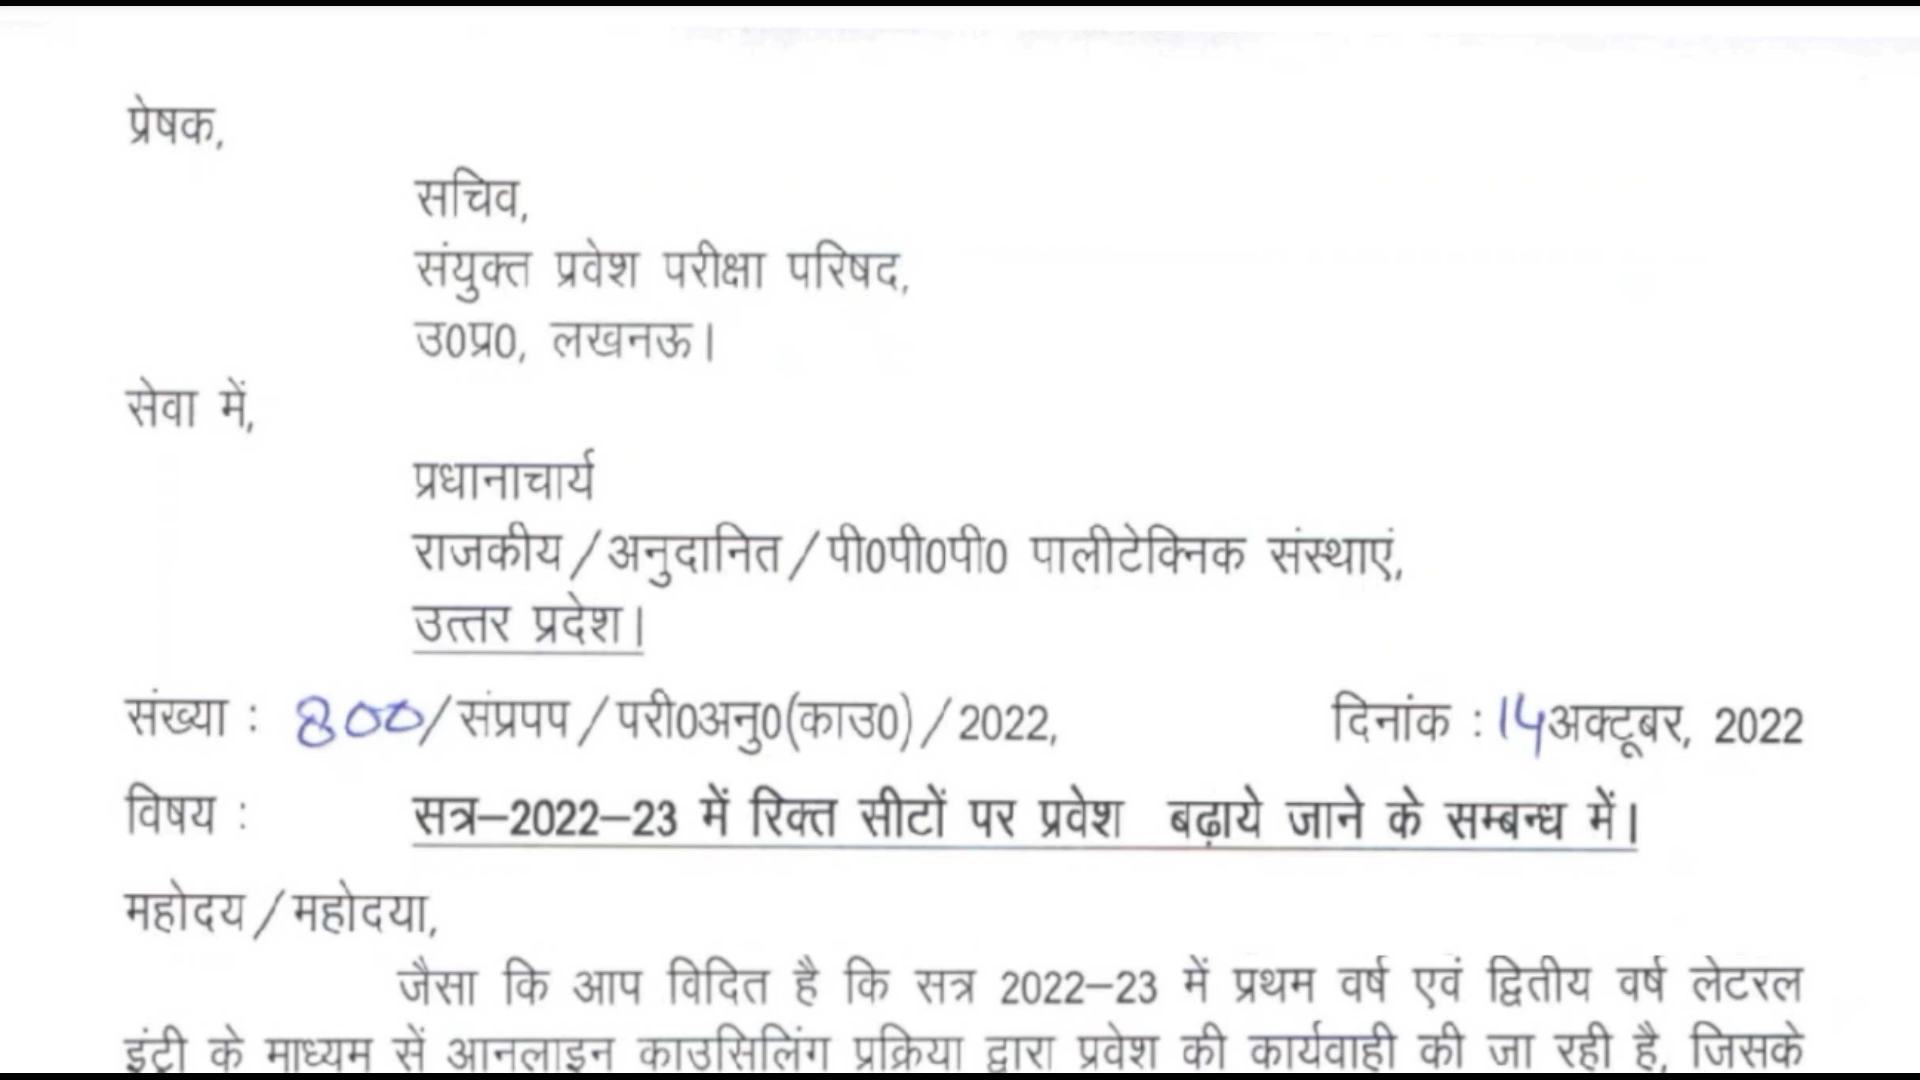 प्रेषक,
सचिव,
संयुक्त प्रवेश परीक्षा परिषद,
उ0प्र0, लखनऊ।
सेवा में,
प्रधानाचार्य
राजकीय/अनुदानित/पी0पी0पी0 पालीटेक्निक संस्थाएं,
उत्तर प्रदेश।
संख्या : 800/संप्रपप/परी0अनु0(काउ0)/2022, दिनांक : 14 अक्टूबर, 2022
विषय : सत्र-2022-23 में रिक्त सीटों पर प्रवेश बढ़ाये जाने के सम्बन्ध में।
महोदय/महोदया,
जैसा कि आप विदित है कि सत्र 2022-23 में प्रथम वर्ष एवं द्वितीय वर्ष लेटरल
इंटी के माध्यम सें आनलाइन काउसिलिंग प्रक्रिया द्वारा प्रवेश की कार्यवाही की जा रही है, जिसके